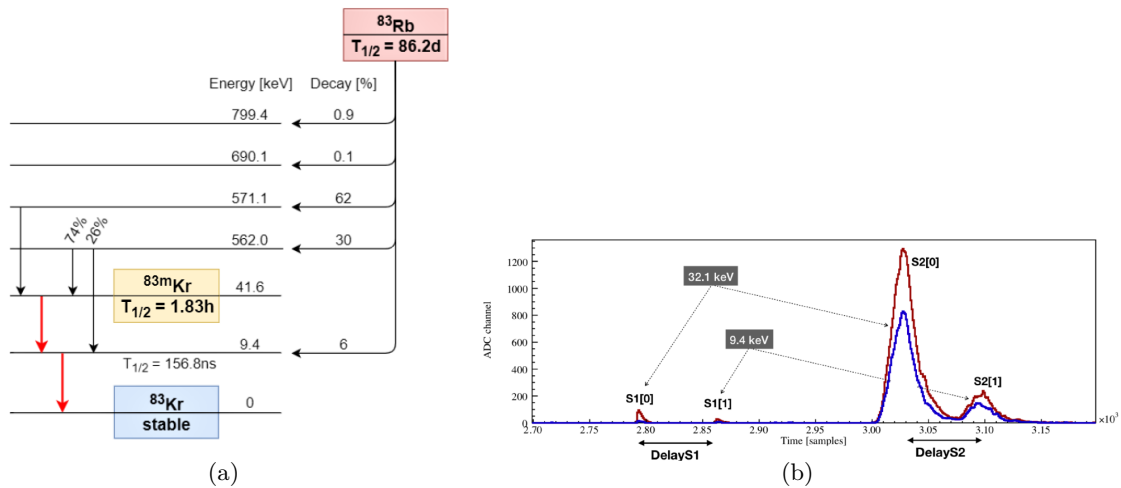 83Rb
T1/2 = 86.2d
Energy [keV] Decay [%]
799.4 0.9
690.1 0.1
571.1 62
74%
26%
562.0 30
83mKr
T1/2 = 1.83h
41.6
9.4 6
T1/2 = 156.8ns
83Kr
stable
0
(a)
ADC channel
1200
1000
800
600
400
200
0
32.1 keV
9.4 keV
S2[0]
S1[0]
S1[1]
S2[1]
2.70 2.75 2.80 2.85 2.90 2.95 3.00 3.05 3.10 3.15
×10³
Time [samples]
DelayS1
DelayS2
(b)